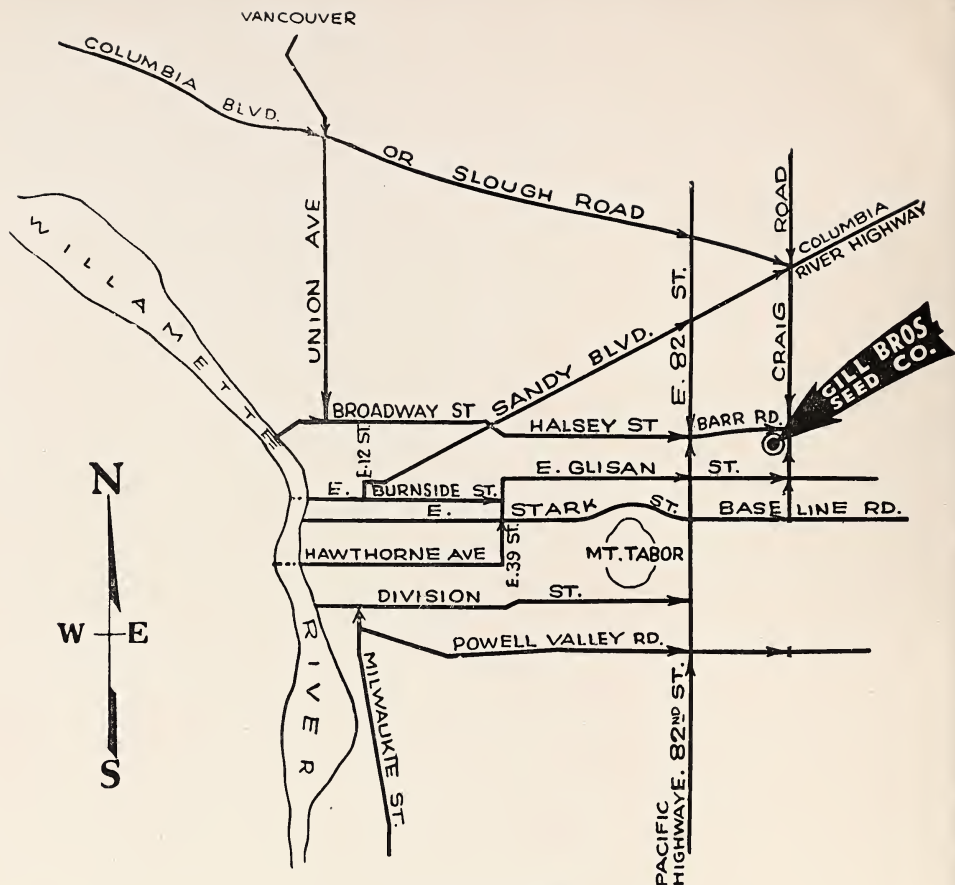 VANCOUVER
COLUMBIA BLVD.
OR SLOUGH ROAD
UNION AVE
WILLAMETTE
RIVER
E. 82 ST.
CRAIG ROAD
COLUMBIA
RIVER HIGHWAY
SANDY BLVD.
GILL BROS
SEED CO.
BROADWAY ST
HALSEY ST
BARR RD.
E.12 ST.
E. GLISAN ST.
E. BURNSIDE ST.
E. STARK ST.
BASE LINE RD.
HAWTHORNE AVE
E.39 ST.
MT. TABOR
DIVISION ST.
POWELL VALLEY RD.
MILWAUKIE ST.
PACIFIC
HIGHWAY E. 82ND ST.
N
W E
S